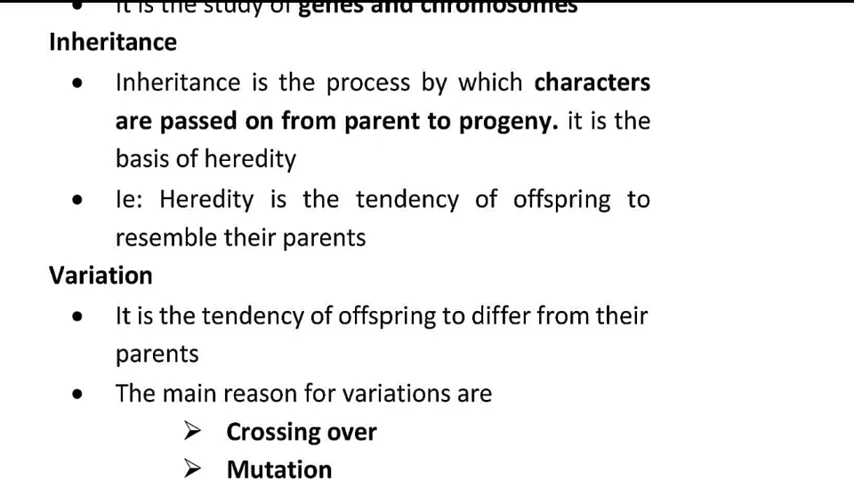 • It is the study of genes and chromosomes
Inheritance
• Inheritance is the process by which characters
are passed on from parent to progeny. it is the
basis of heredity
• Ie: Heredity is the tendency of offspring to
resemble their parents
Variation
• It is the tendency of offspring to differ from their
parents
• The main reason for variations are
➢ Crossing over
➢ Mutation